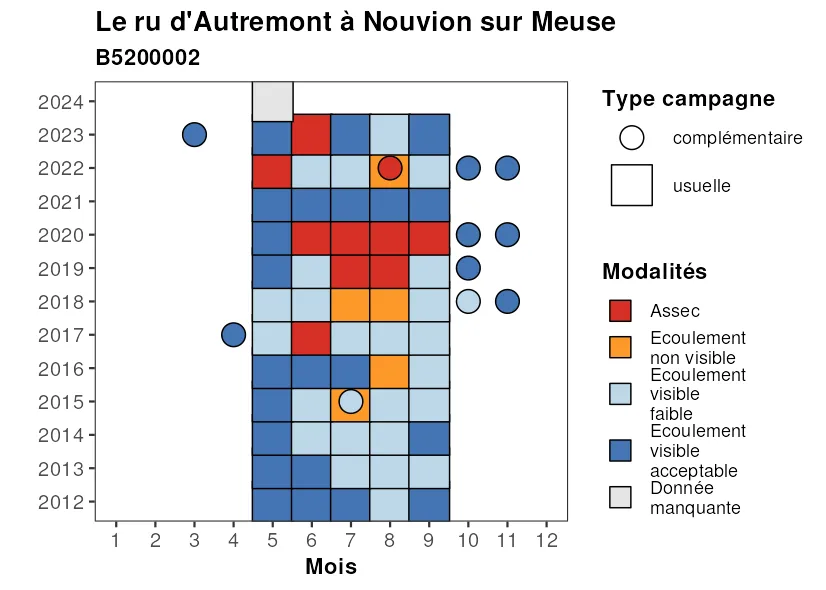 Le ru d'Autremont à Nouvion sur Meuse
B5200002
2024
2023
2022
2021
2020
2019
2018
2017
2016
2015
2014
2013
2012
1 2 3 4 5 6 7 8 9 10 11 12
Mois
Type campagne
complémentaire
usuelle
Modalités
Assec
Ecoulement
non visible
Ecoulement
visible
faible
Ecoulement
visible
acceptable
Donnée
manquante